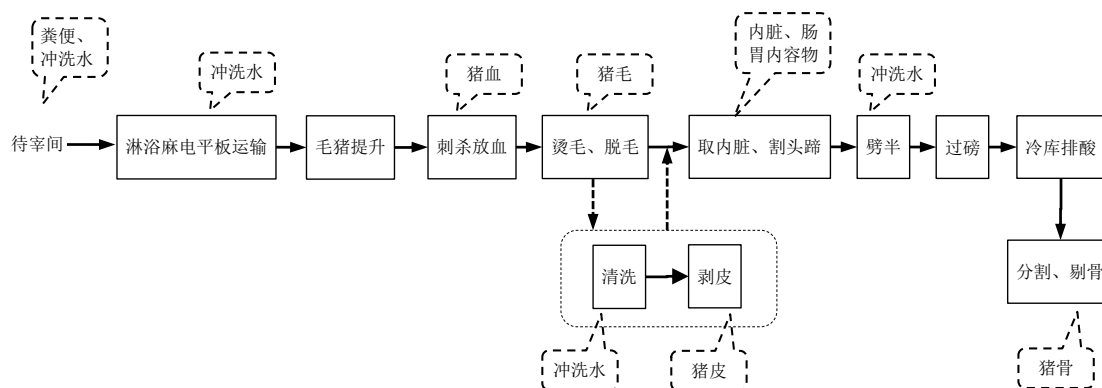 粪便、
冲洗水
冲洗水
猪血
猪毛
内脏、肠
胃内容物
冲洗水
待宰间
淋浴麻电平板运输
毛猪提升
刺杀放血
烫毛、脱毛
取内脏、割头蹄
劈半
过磅
冷库排酸
清洗
剥皮
分割、剔骨
冲洗水
猪皮
猪骨